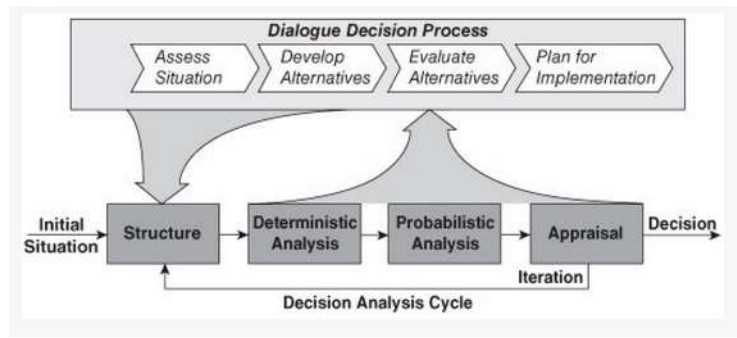 Dialogue Decision Process
Assess
Situation
Develop
Alternatives
Evaluate
Alternatives
Plan for
Implementation
Initial
Situation
Structure
Deterministic
Analysis
Probabilistic
Analysis
Appraisal
Decision
Iteration
Decision Analysis Cycle